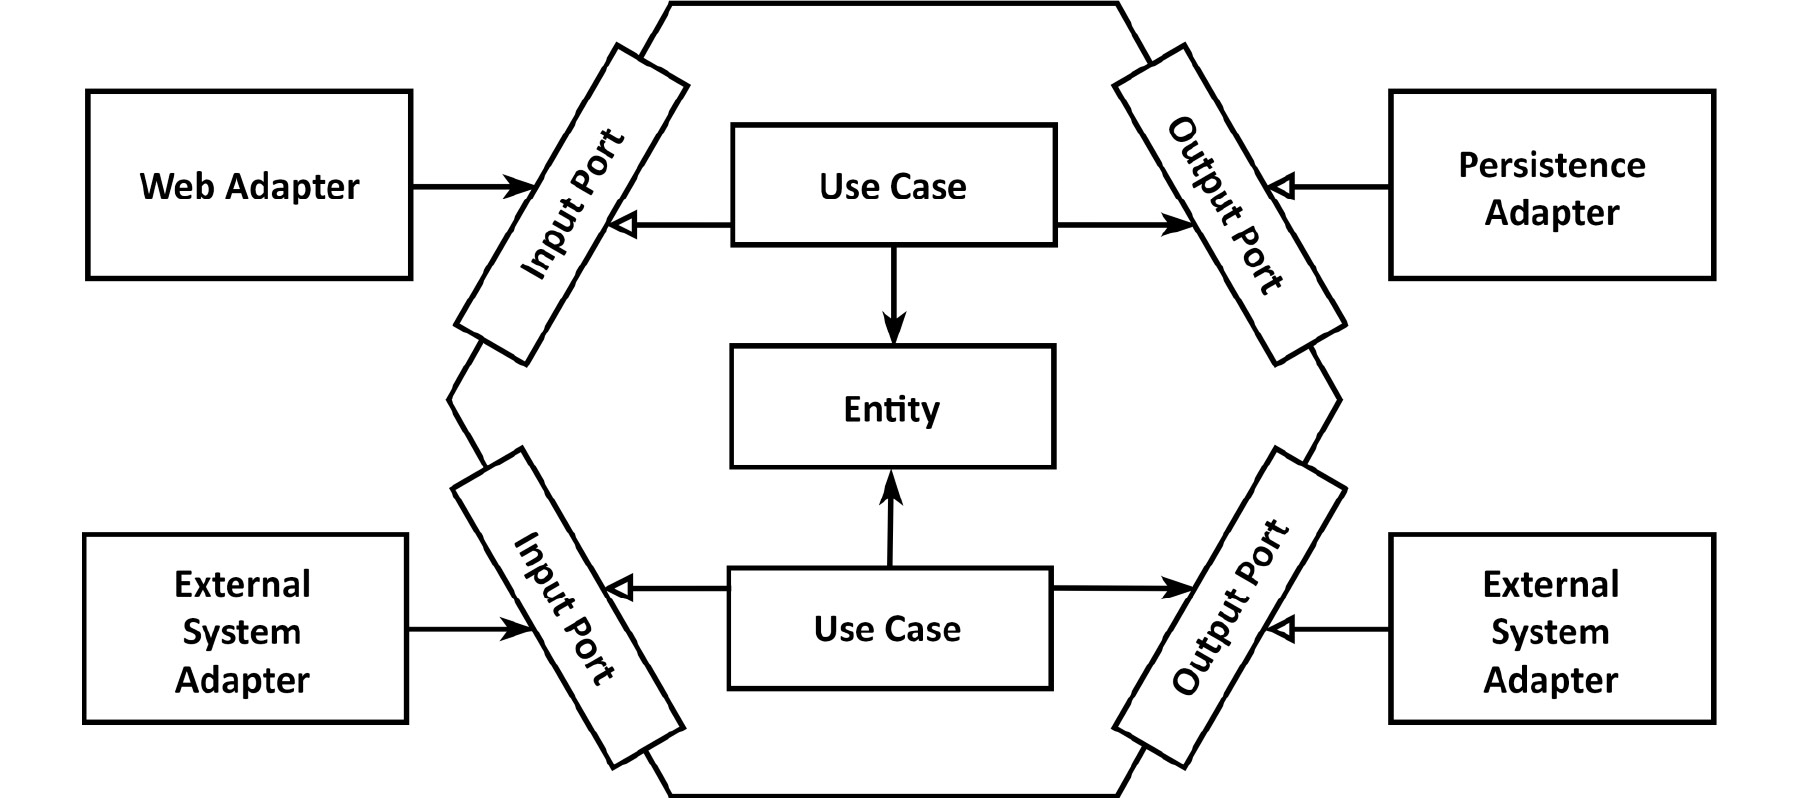 Web Adapter
Input Port
Use Case
Output Port
Persistence
Adapter
Entity
External
System
Adapter
Input Port
Use Case
Output Port
External
System
Adapter